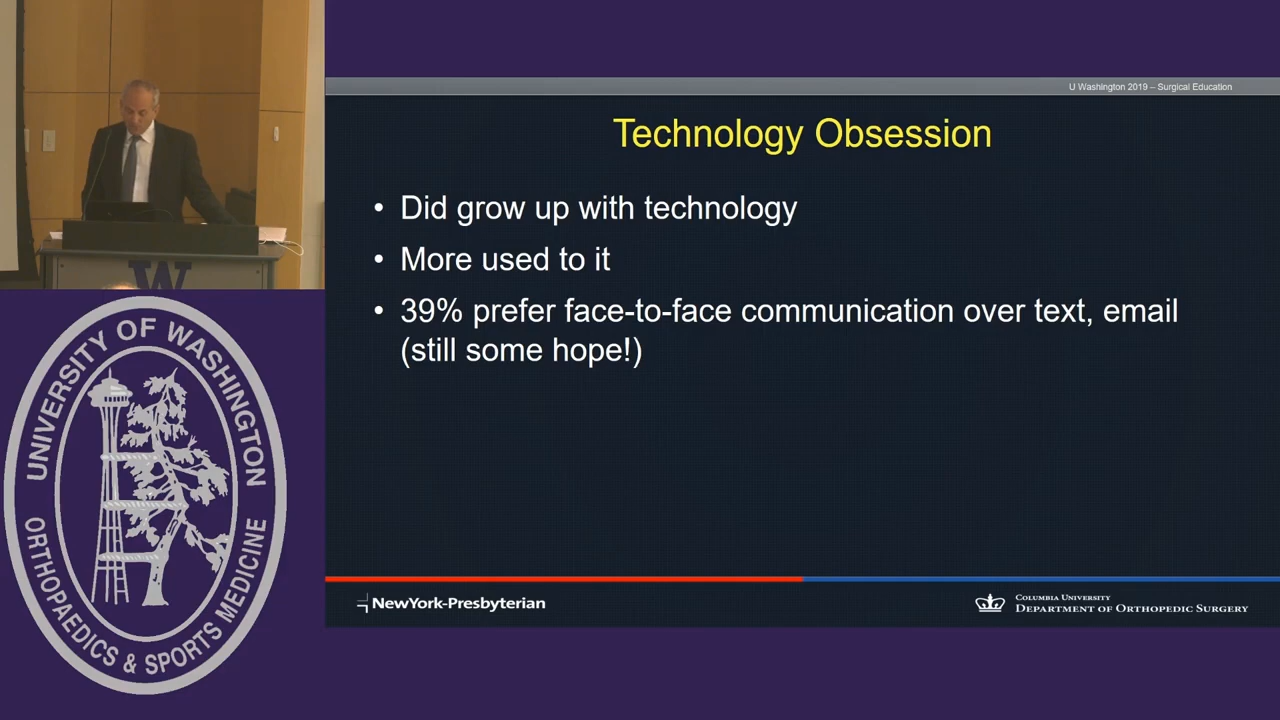 U Washington 2019 – Surgical Education
Technology Obsession
• Did grow up with technology
• More used to it
• 39% prefer face-to-face communication over text, email
(still some hope!)
NewYork-Presbyterian
COLUMBIA UNIVERSITY
DEPARTMENT OF ORTHOPEDIC SURGERY
W
UNIVERSITY OF WASHINGTON
ORTHOPAEDICS & SPORTS MEDICINE